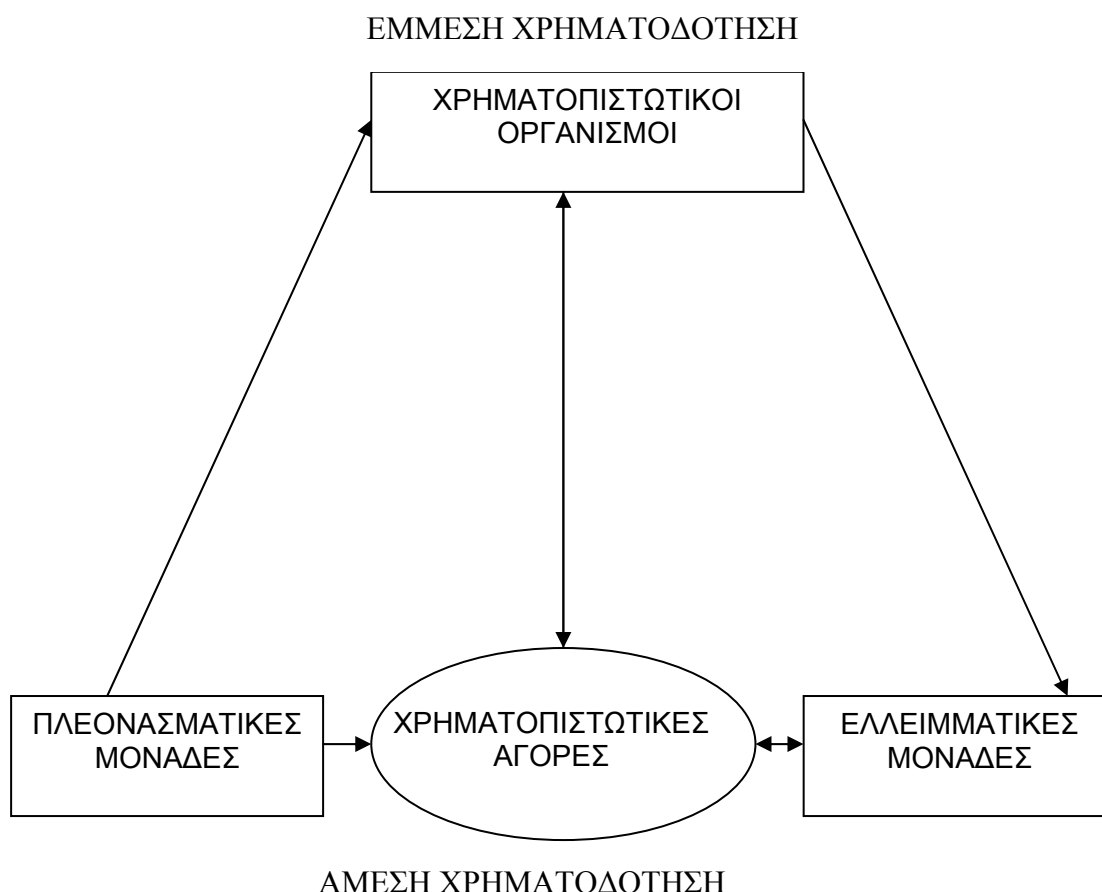 ΕΜΜΕΣΗ ΧΡΗΜΑΤΟΔΟΤΗΣΗ
ΧΡΗΜΑΤΟΠΙΣΤΩΤΙΚΟΙ
ΟΡΓΑΝΙΣΜΟΙ
ΠΛΕΟΝΑΣΜΑΤΙΚΕΣ
ΜΟΝΑΔΕΣ
ΧΡΗΜΑΤΟΠΙΣΤΩΤΙΚΕΣ
ΑΓΟΡΕΣ
ΕΛΛΕΙΜΜΑΤΙΚΕΣ
ΜΟΝΑΔΕΣ
ΑΜΕΣΗ ΧΡΗΜΑΤΟΔΟΤΗΣΗ